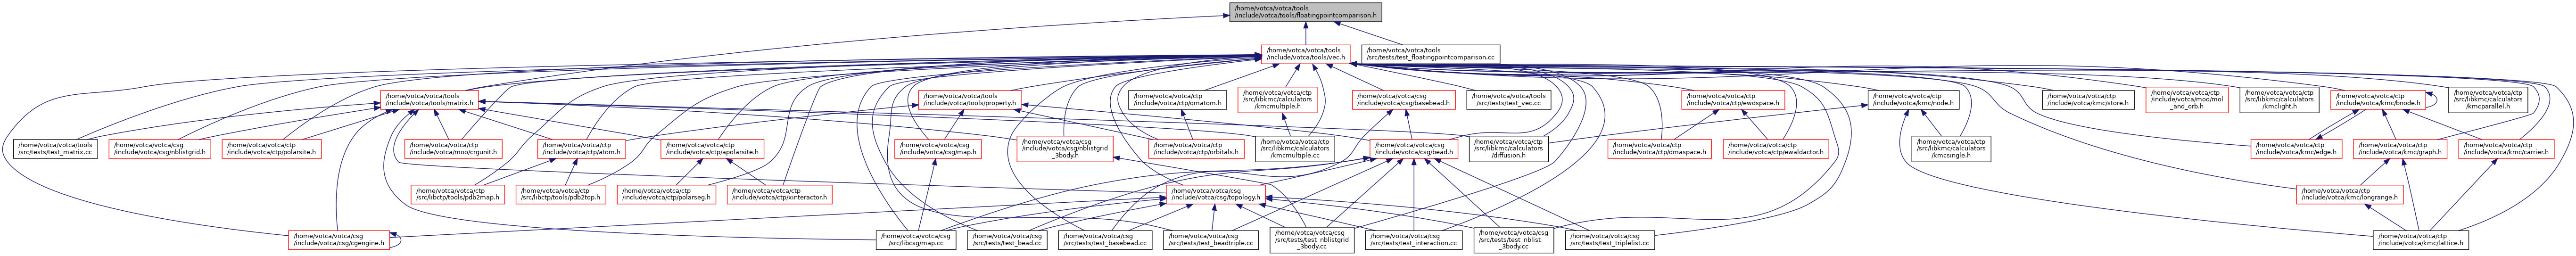 /home/votca/votca/tools
/include/votca/tools/floatingpointcomparison.h
/home/votca/votca/tools
/include/votca/tools/vec.h
/home/votca/votca/tools
/src/tests/test_floatingpointcomparison.cc
/home/votca/votca/tools
/include/votca/tools/matrix.h
/home/votca/votca/tools
/include/votca/tools/property.h
/home/votca/votca/ctp
/include/votca/ctp/qmatom.h
/home/votca/votca/ctp
/src/libkmc/calculators
/kmcmultiple.h
/home/votca/votca/csg
/include/votca/csg/basebead.h
/home/votca/votca/tools
/src/tests/test_vec.cc
/home/votca/votca/ctp
/include/votca/ctp/ewdspace.h
/home/votca/votca/ctp
/include/votca/kmc/node.h
/home/votca/votca/ctp
/include/votca/kmc/store.h
/home/votca/votca/ctp
/include/votca/moo/mol
_and_orb.h
/home/votca/votca/ctp
/src/libkmc/calculators
/kmclight.h
/home/votca/votca/ctp
/include/votca/kmc/bnode.h
/home/votca/votca/ctp
/src/libkmc/calculators
/kmcparallel.h
/home/votca/votca/tools
/src/tests/test_matrix.cc
/home/votca/votca/csg
/include/votca/csg/nblistgrid.h
/home/votca/votca/ctp
/include/votca/ctp/polarsite.h
/home/votca/votca/ctp
/include/votca/moo/crgunit.h
/home/votca/votca/ctp
/include/votca/ctp/atom.h
/home/votca/votca/ctp
/include/votca/ctp/apolarsite.h
/home/votca/votca/csg
/include/votca/csg/map.h
/home/votca/votca/csg
/include/votca/csg/nblistgrid
_3body.h
/home/votca/votca/ctp
/include/votca/ctp/orbitals.h
/home/votca/votca/ctp
/src/libkmc/calculators
/kmcmultiple.cc
/home/votca/votca/csg
/include/votca/csg/bead.h
/home/votca/votca/ctp
/src/libkmc/calculators
/diffusion.h
/home/votca/votca/ctp
/include/votca/ctp/dmaspace.h
/home/votca/votca/ctp
/include/votca/ctp/ewaldactor.h
/home/votca/votca/ctp
/src/libkmc/calculators
/kmcsingle.h
/home/votca/votca/ctp
/include/votca/kmc/edge.h
/home/votca/votca/ctp
/include/votca/kmc/graph.h
/home/votca/votca/ctp
/include/votca/kmc/carrier.h
/home/votca/votca/ctp
/src/libctp/tools/pdb2map.h
/home/votca/votca/ctp
/src/libctp/tools/pdb2top.h
/home/votca/votca/ctp
/include/votca/ctp/polarseg.h
/home/votca/votca/ctp
/include/votca/ctp/xinteractor.h
/home/votca/votca/csg
/include/votca/csg/topology.h
/home/votca/votca/ctp
/include/votca/kmc/longrange.h
/home/votca/votca/csg
/include/votca/csg/cgengine.h
/home/votca/votca/csg
/src/libcsg/map.cc
/home/votca/votca/csg
/src/tests/test_bead.cc
/home/votca/votca/csg
/src/tests/test_basebead.cc
/home/votca/votca/csg
/src/tests/test_beadtriple.cc
/home/votca/votca/csg
/src/tests/test_nblistgrid
_3body.cc
/home/votca/votca/csg
/src/tests/test_interaction.cc
/home/votca/votca/csg
/src/tests/test_nblist
_3body.cc
/home/votca/votca/csg
/src/tests/test_triplelist.cc
/home/votca/votca/ctp
/include/votca/kmc/lattice.h